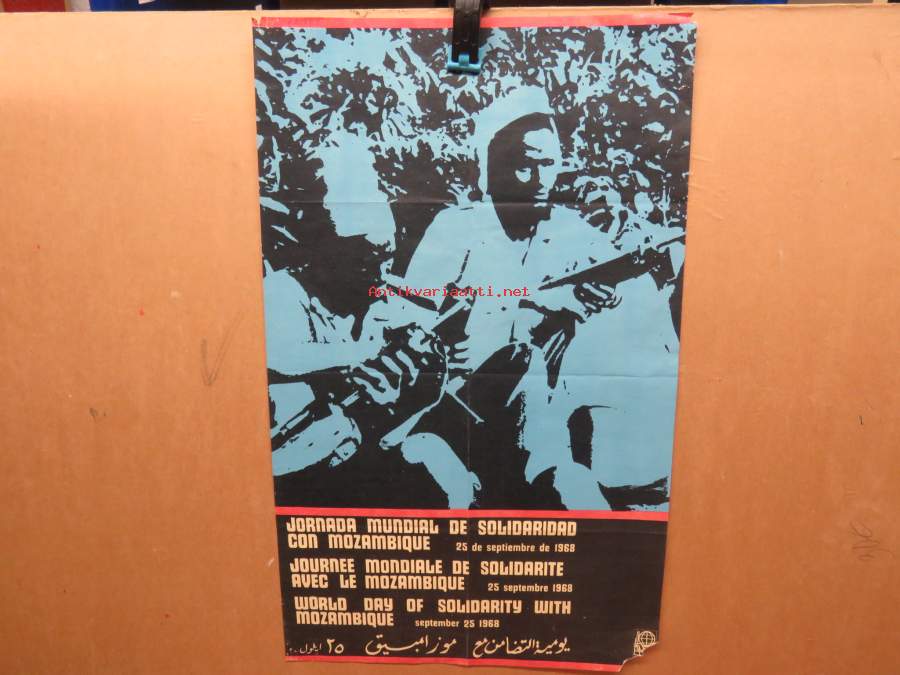 Antikvariaatti.net
JORNADA MUNDIAL DE SOLIDARIDAD
CON MOZAMBIQUE 25 de septiembre de 1968
JOURNEE MONDIALE DE SOLIDARITE
AVEC LE MOZAMBIQUE 25 septembre 1968
WORLD DAY OF SOLIDARITY WITH
MOZAMBIQUE september 25 1968
يومية التضامن مع موزامبيق ٢٥ ايلول